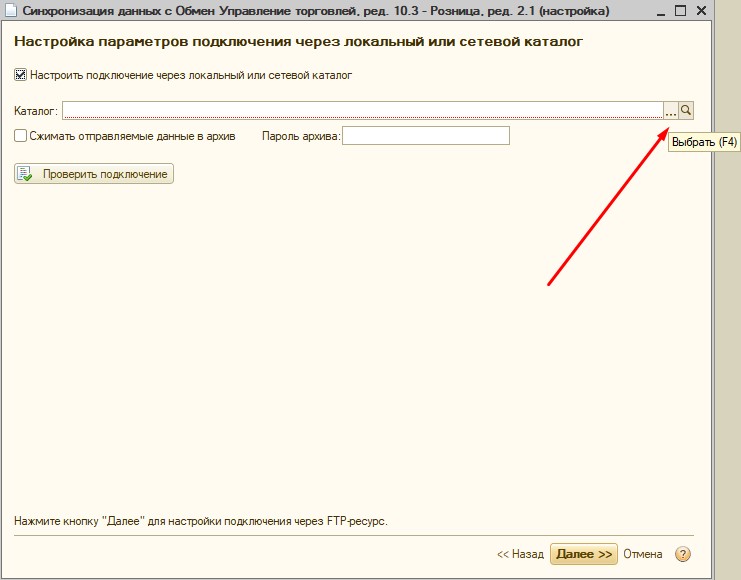 Синхронизация данных с Обмен Управление торговлей, ред. 10.3 - Розница, ред. 2.1 (настройка)
Настройка параметров подключения через локальный или сетевой каталог
Настроить подключение через локальный или сетевой каталог
Каталог: ...
Выбрать (F4)
Сжимать отправляемые данные в архив Пароль архива:
Проверить подключение
Нажмите кнопку "Далее" для настройки подключения через FTP-ресурс.
<< Назад Далее >> Отмена ?